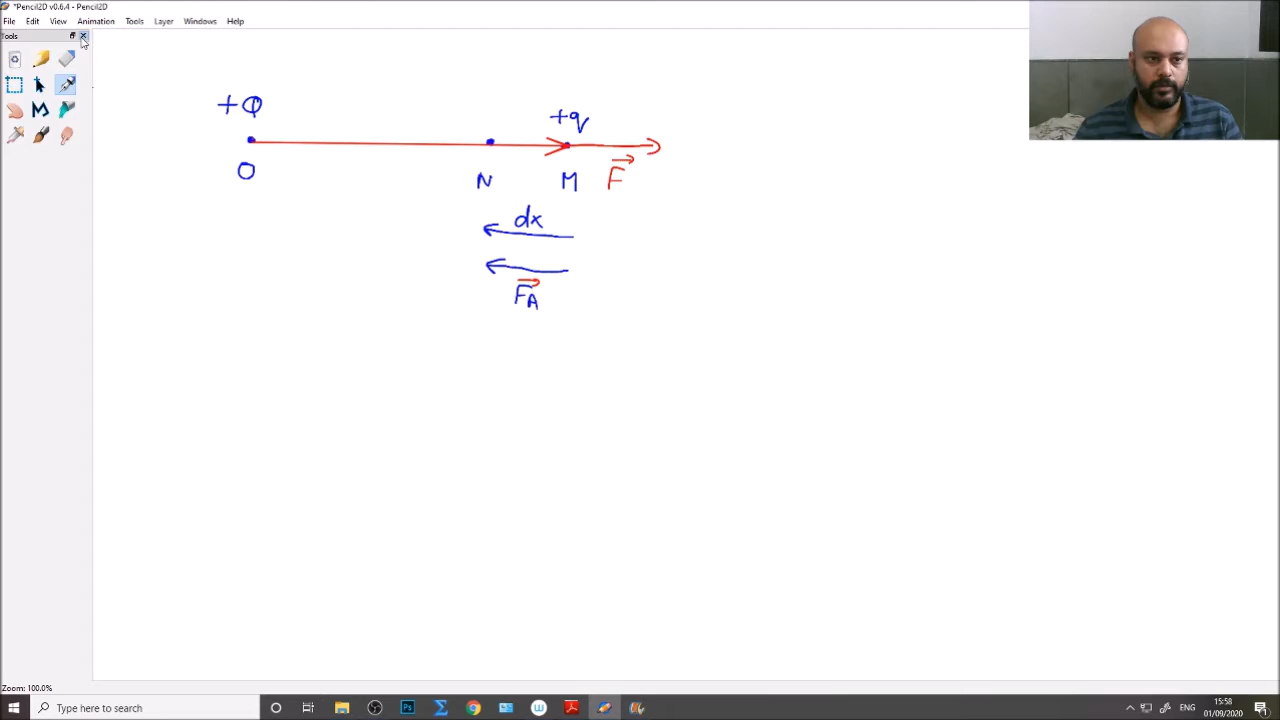 *Pencil2D v0.6.4 - Pencil2D
File Edit View Animation Tools Layer Windows Help
Tools
+Q
+q
O
N
M
F
dx
FA
Zoom: 100.0%
Type here to search
15:58
01/09/2020